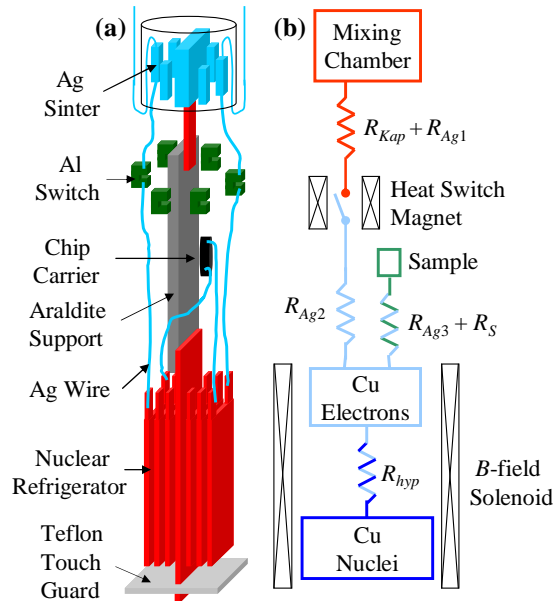 (a)
Ag
Sinter
Al
Switch
Chip
Carrier
Araldite
Support
Ag Wire
Nuclear
Refrigerator
Teflon
Touch
Guard
(b)
Mixing
Chamber
R_Kap + R_Ag1
Heat Switch
Magnet
Sample
R_Ag2
R_Ag3 + R_S
Cu
Electrons
R_hyp
B-field
Solenoid
Cu
Nuclei